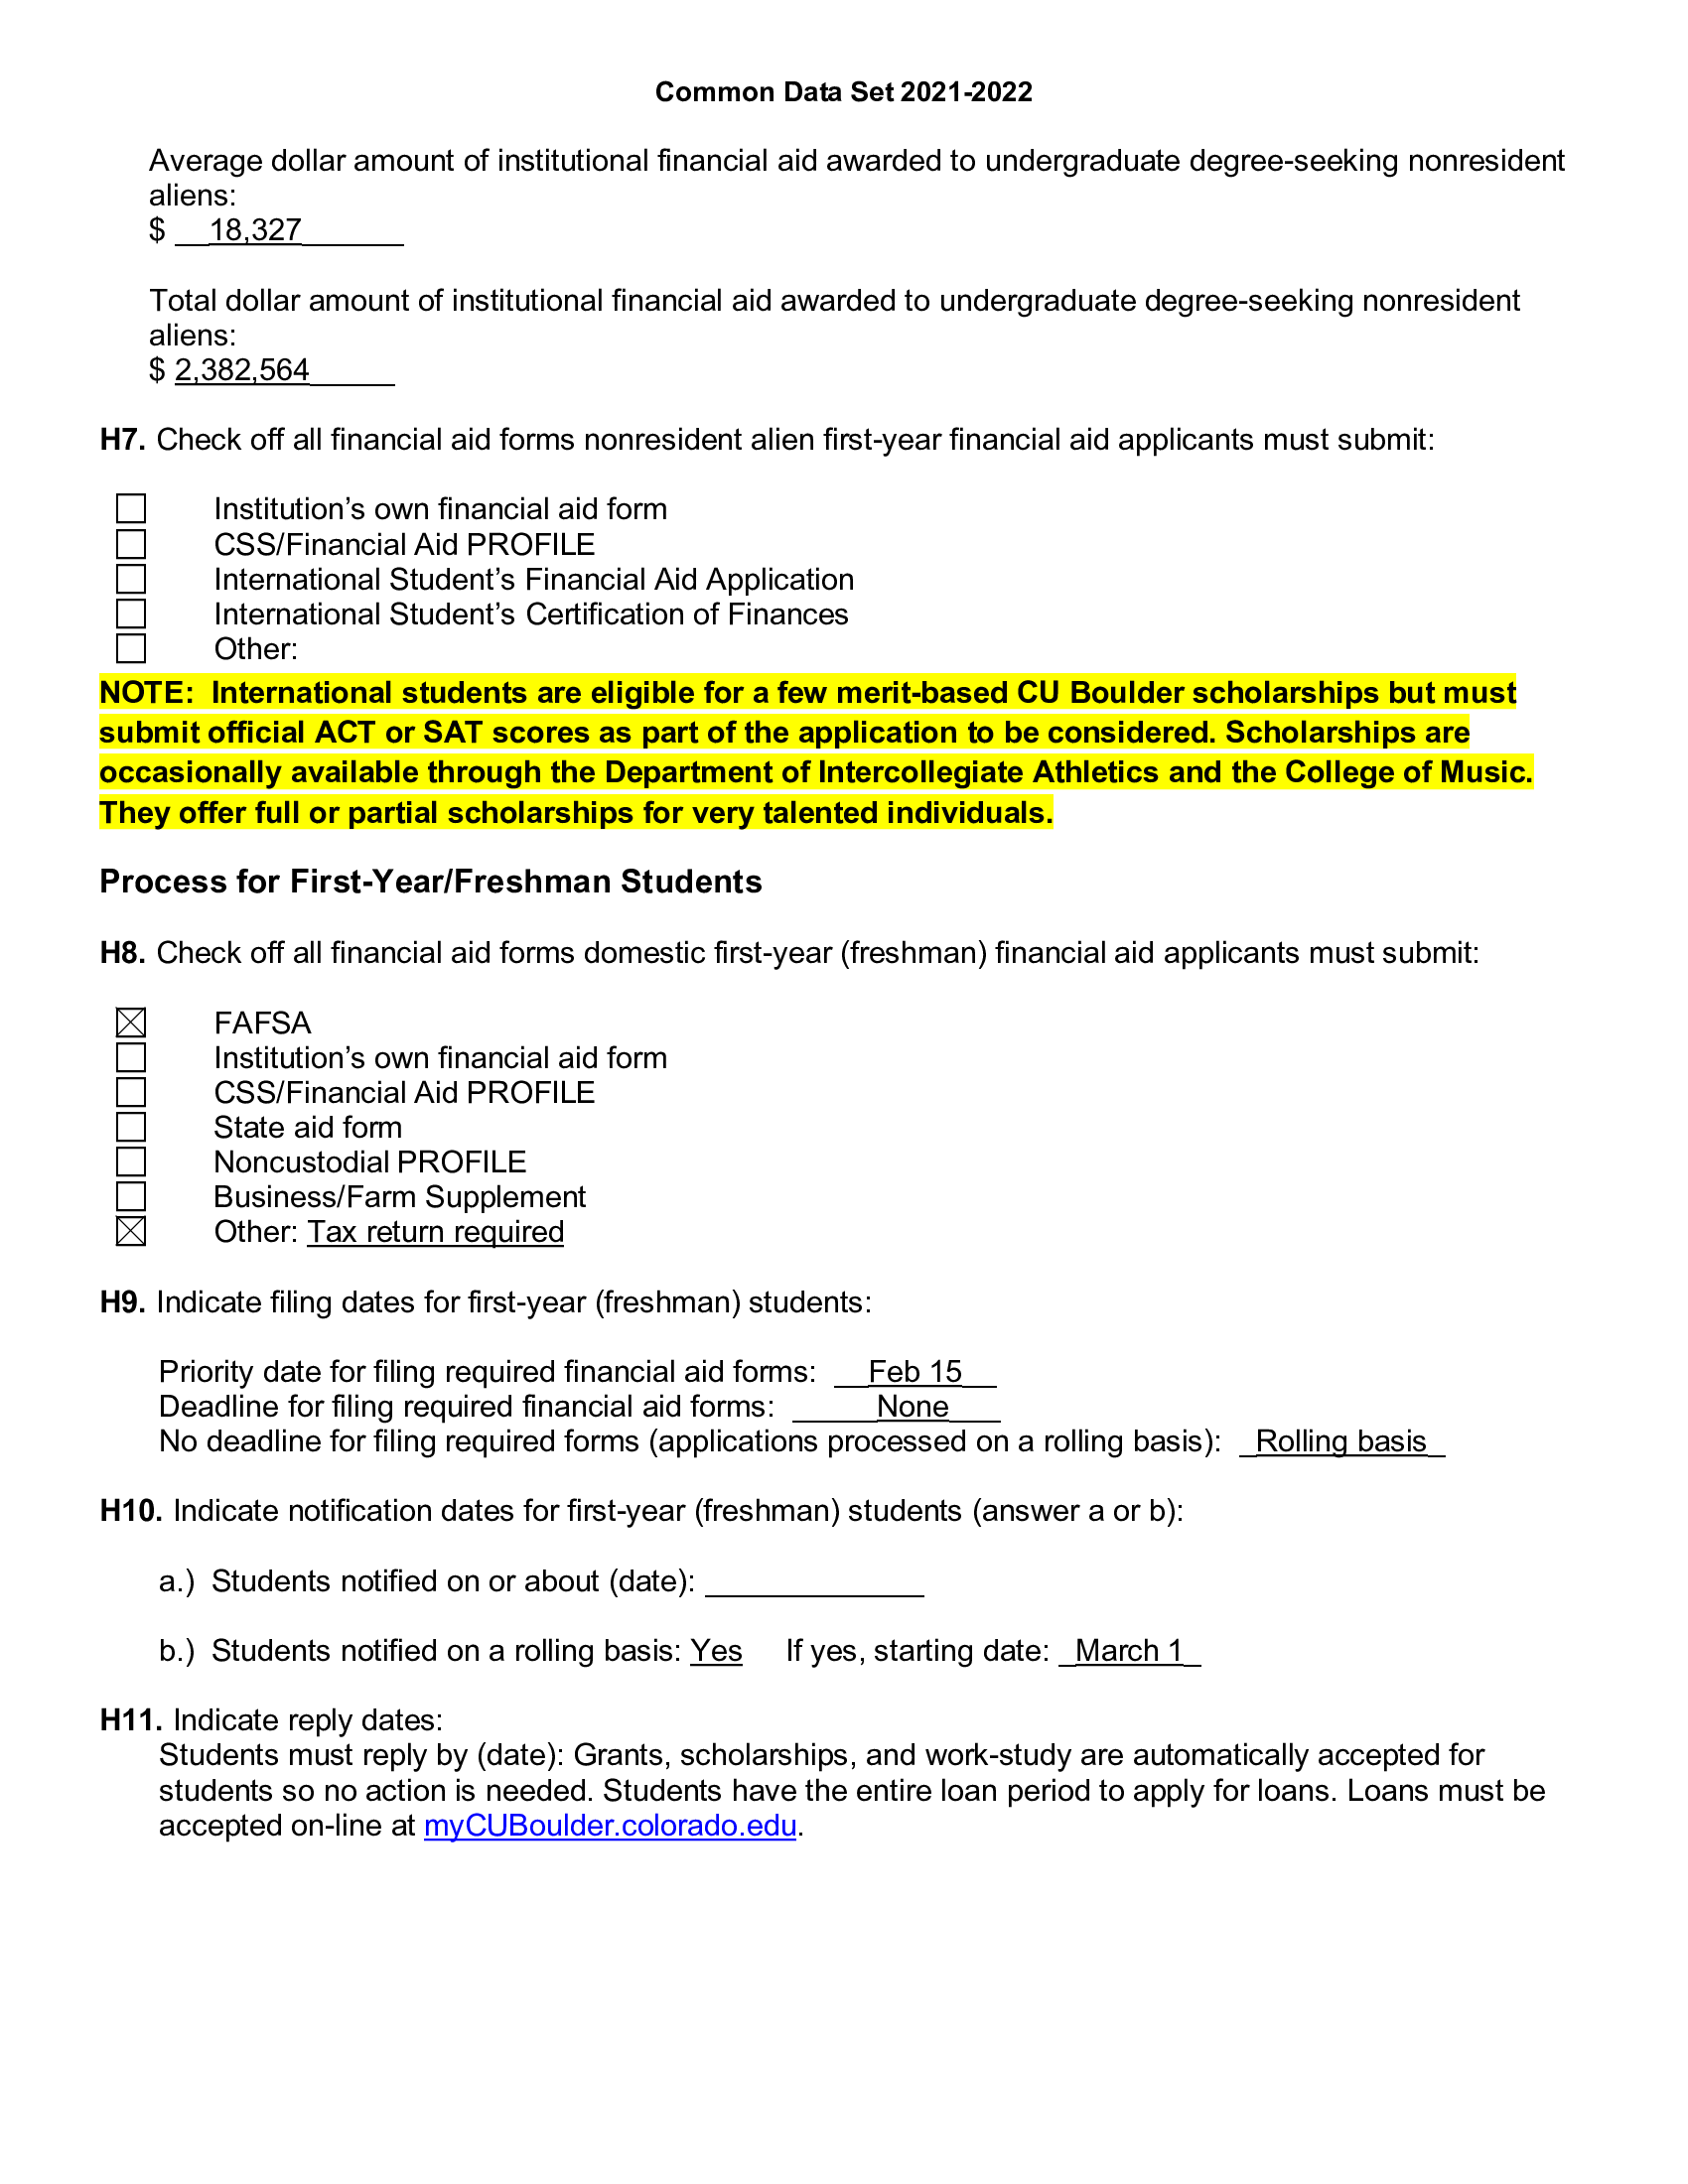 Common Data Set 2021-2022
Average dollar amount of institutional financial aid awarded to undergraduate degree-seeking nonresident
aliens:
$ __18,327______
Total dollar amount of institutional financial aid awarded to undergraduate degree-seeking nonresident
aliens:
$ 2,382,564_____
H7. Check off all financial aid forms nonresident alien first-year financial aid applicants must submit:
☐ Institution’s own financial aid form
☐ CSS/Financial Aid PROFILE
☐ International Student’s Financial Aid Application
☐ International Student’s Certification of Finances
☐ Other:
NOTE:  International students are eligible for a few merit-based CU Boulder scholarships but must
submit official ACT or SAT scores as part of the application to be considered. Scholarships are
occasionally available through the Department of Intercollegiate Athletics and the College of Music.
They offer full or partial scholarships for very talented individuals.
Process for First-Year/Freshman Students
H8. Check off all financial aid forms domestic first-year (freshman) financial aid applicants must submit:
☒ FAFSA
☐ Institution’s own financial aid form
☐ CSS/Financial Aid PROFILE
☐ State aid form
☐ Noncustodial PROFILE
☐ Business/Farm Supplement
☒ Other: Tax return required
H9. Indicate filing dates for first-year (freshman) students:
Priority date for filing required financial aid forms:  __Feb 15__
Deadline for filing required financial aid forms:  _____None___
No deadline for filing required forms (applications processed on a rolling basis):  _Rolling basis_
H10. Indicate notification dates for first-year (freshman) students (answer a or b):
a.)  Students notified on or about (date): _____________
b.)  Students notified on a rolling basis: Yes     If yes, starting date: _March 1_
H11. Indicate reply dates:
Students must reply by (date): Grants, scholarships, and work-study are automatically accepted for
students so no action is needed. Students have the entire loan period to apply for loans. Loans must be
accepted on-line at myCUBoulder.colorado.edu.